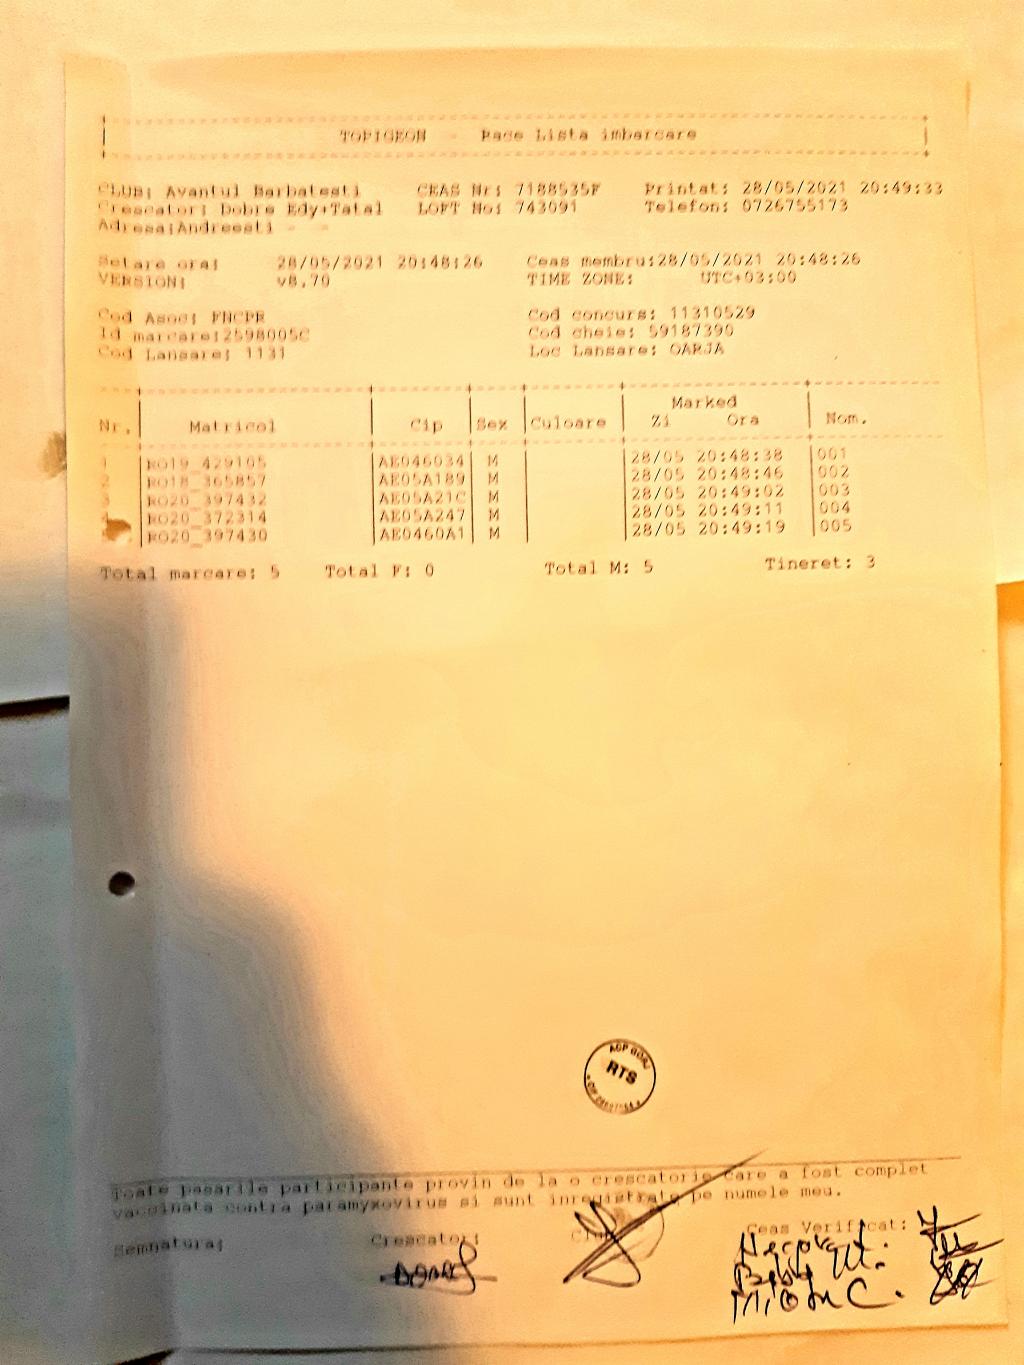 TOPIGEON - Race Lista imbarcare
CLUB: Avantul Barbatesti CEAS Nr: 7188535F Printat: 28/05/2021 20:49:33
Crescator: Dobre Edy+Tatal LOFT No: 743091 Telefon: 0726755173
Adresa:Andreesti - -
Setare ora: 28/05/2021 20:48:26 Ceas membru:28/05/2021 20:48:26
VERSION: v8.70 TIME ZONE: UTC+03:00
Cod Asoc: FNCPR Cod concurs: 11310529
Id marcare:2598005C Cod cheie: 59187390
Cod Lansare: 1131 Loc Lansare: OARJA
Marked
Nr. Matricol Cip Sex Culoare Zi Ora Nom.
1 RO19_429105 AE046034 M 28/05 20:48:38 001
2 RO18_365857 AE05A189 M 28/05 20:48:46 002
3 RO20_397432 AE05A21C M 28/05 20:49:02 003
4 RO20_372314 AE05A247 M 28/05 20:49:11 004
RO20_397430 AE0460A1 M 28/05 20:49:19 005
Total marcare: 5 Total F: 0 Total M: 5 Tineret: 3
ACP GORJ
RTS
Toate pasarile participante provin de la o crescatorie care a fost complet
vaccinata contra paramyxovirus si sunt inregistrate pe numele meu.
Semnatura: Crescator: Club: Ceas Verificat: